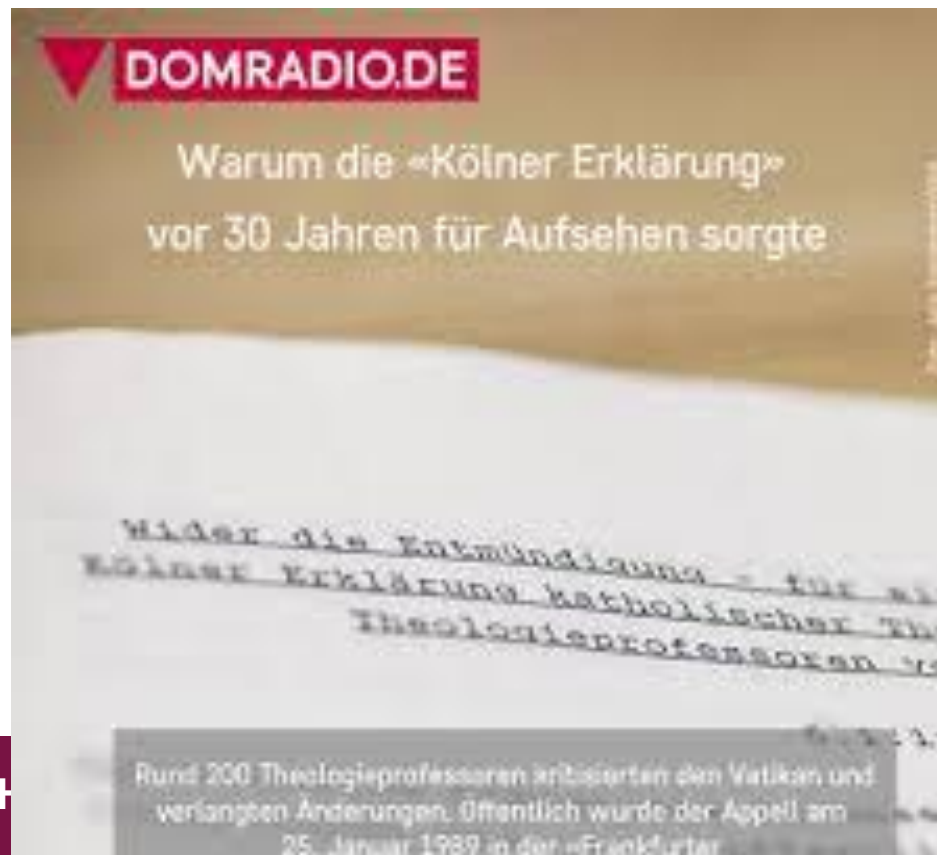 DOMRADIO.DE
Warum die «Kölner Erklärung»
vor 30 Jahren für Aufsehen sorgte
Wider die Entmündigung - für
Kölner Erklärung katholischer
Theologieprofessoren
Rund 200 Theologieprofessoren kritisierten den Vatikan und
verlangten Änderungen. Öffentlich wurde der Appell am
25. Januar 1989 in der «Frankfurter